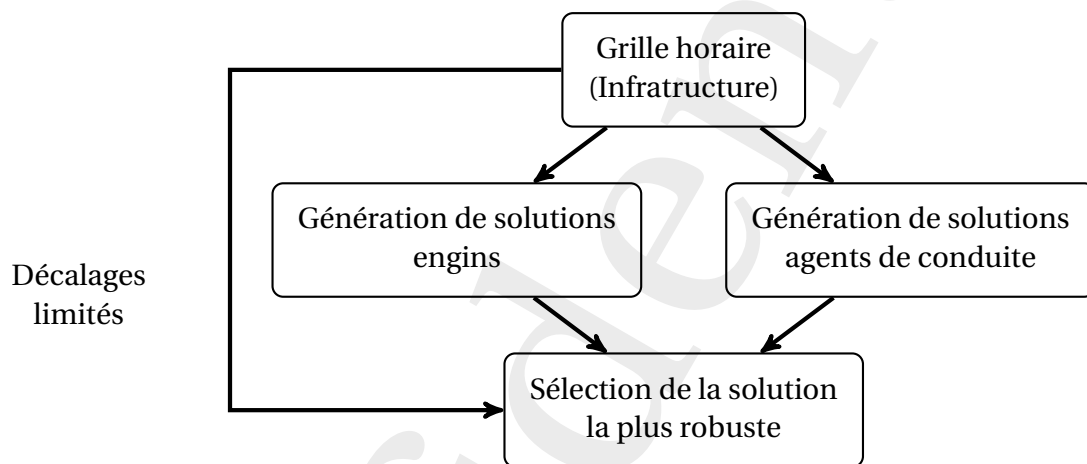 Grille horaire
(Infratructure)
Génération de solutions
engins
Génération de solutions
agents de conduite
Décalages
limités
Sélection de la solution
la plus robuste